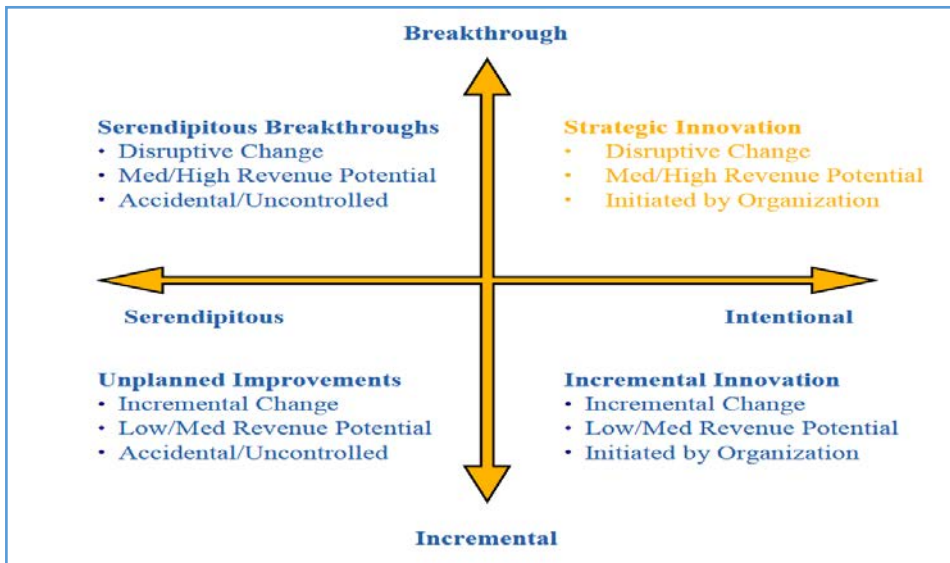 Breakthrough
Serendipitous Breakthroughs
• Disruptive Change
• Med/High Revenue Potential
• Accidental/Uncontrolled
Strategic Innovation
• Disruptive Change
• Med/High Revenue Potential
• Initiated by Organization
Serendipitous
Intentional
Unplanned Improvements
• Incremental Change
• Low/Med Revenue Potential
• Accidental/Uncontrolled
Incremental Innovation
• Incremental Change
• Low/Med Revenue Potential
• Initiated by Organization
Incremental